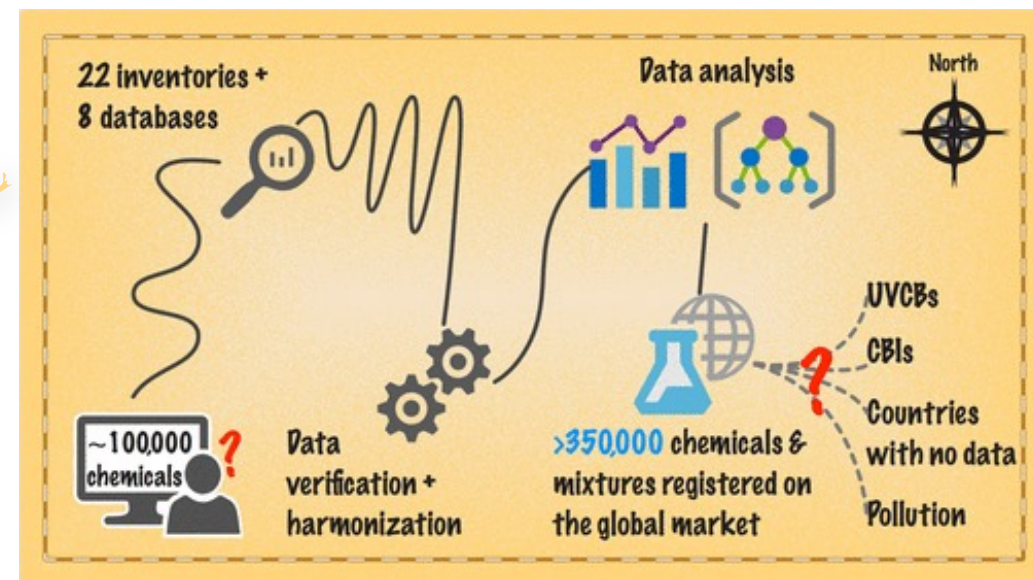 22 inventories +
8 databases
Data analysis
North
~100,000
chemicals
?
Data
verification +
harmonization
>350,000 chemicals &
mixtures registered on
the global market
?
UVCBs
CBIs
Countries
with no data
Pollution